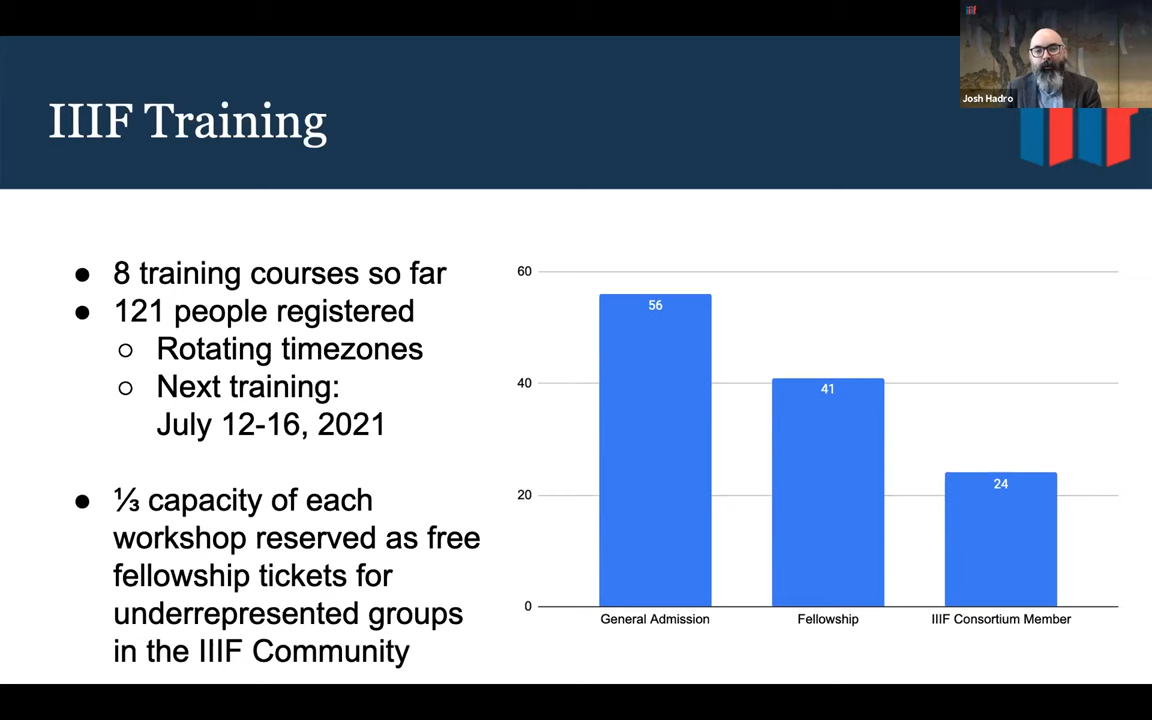 Josh Hadro
IIIF Training
● 8 training courses so far
● 121 people registered
○ Rotating timezones
○ Next training:
July 12-16, 2021
● ⅓ capacity of each
workshop reserved as free
fellowship tickets for
underrepresented groups
in the IIIF Community
60
40
20
0
56
41
24
General Admission
Fellowship
IIIF Consortium Member